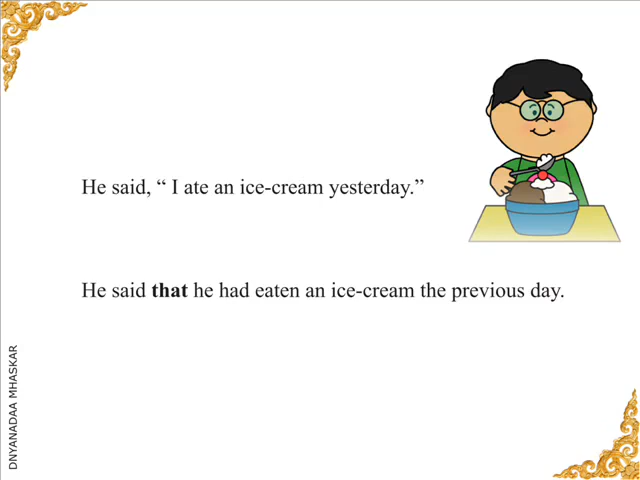 He said, “ I ate an ice-cream yesterday.”
He said that he had eaten an ice-cream the previous day.
DNYANADAA MHASKAR